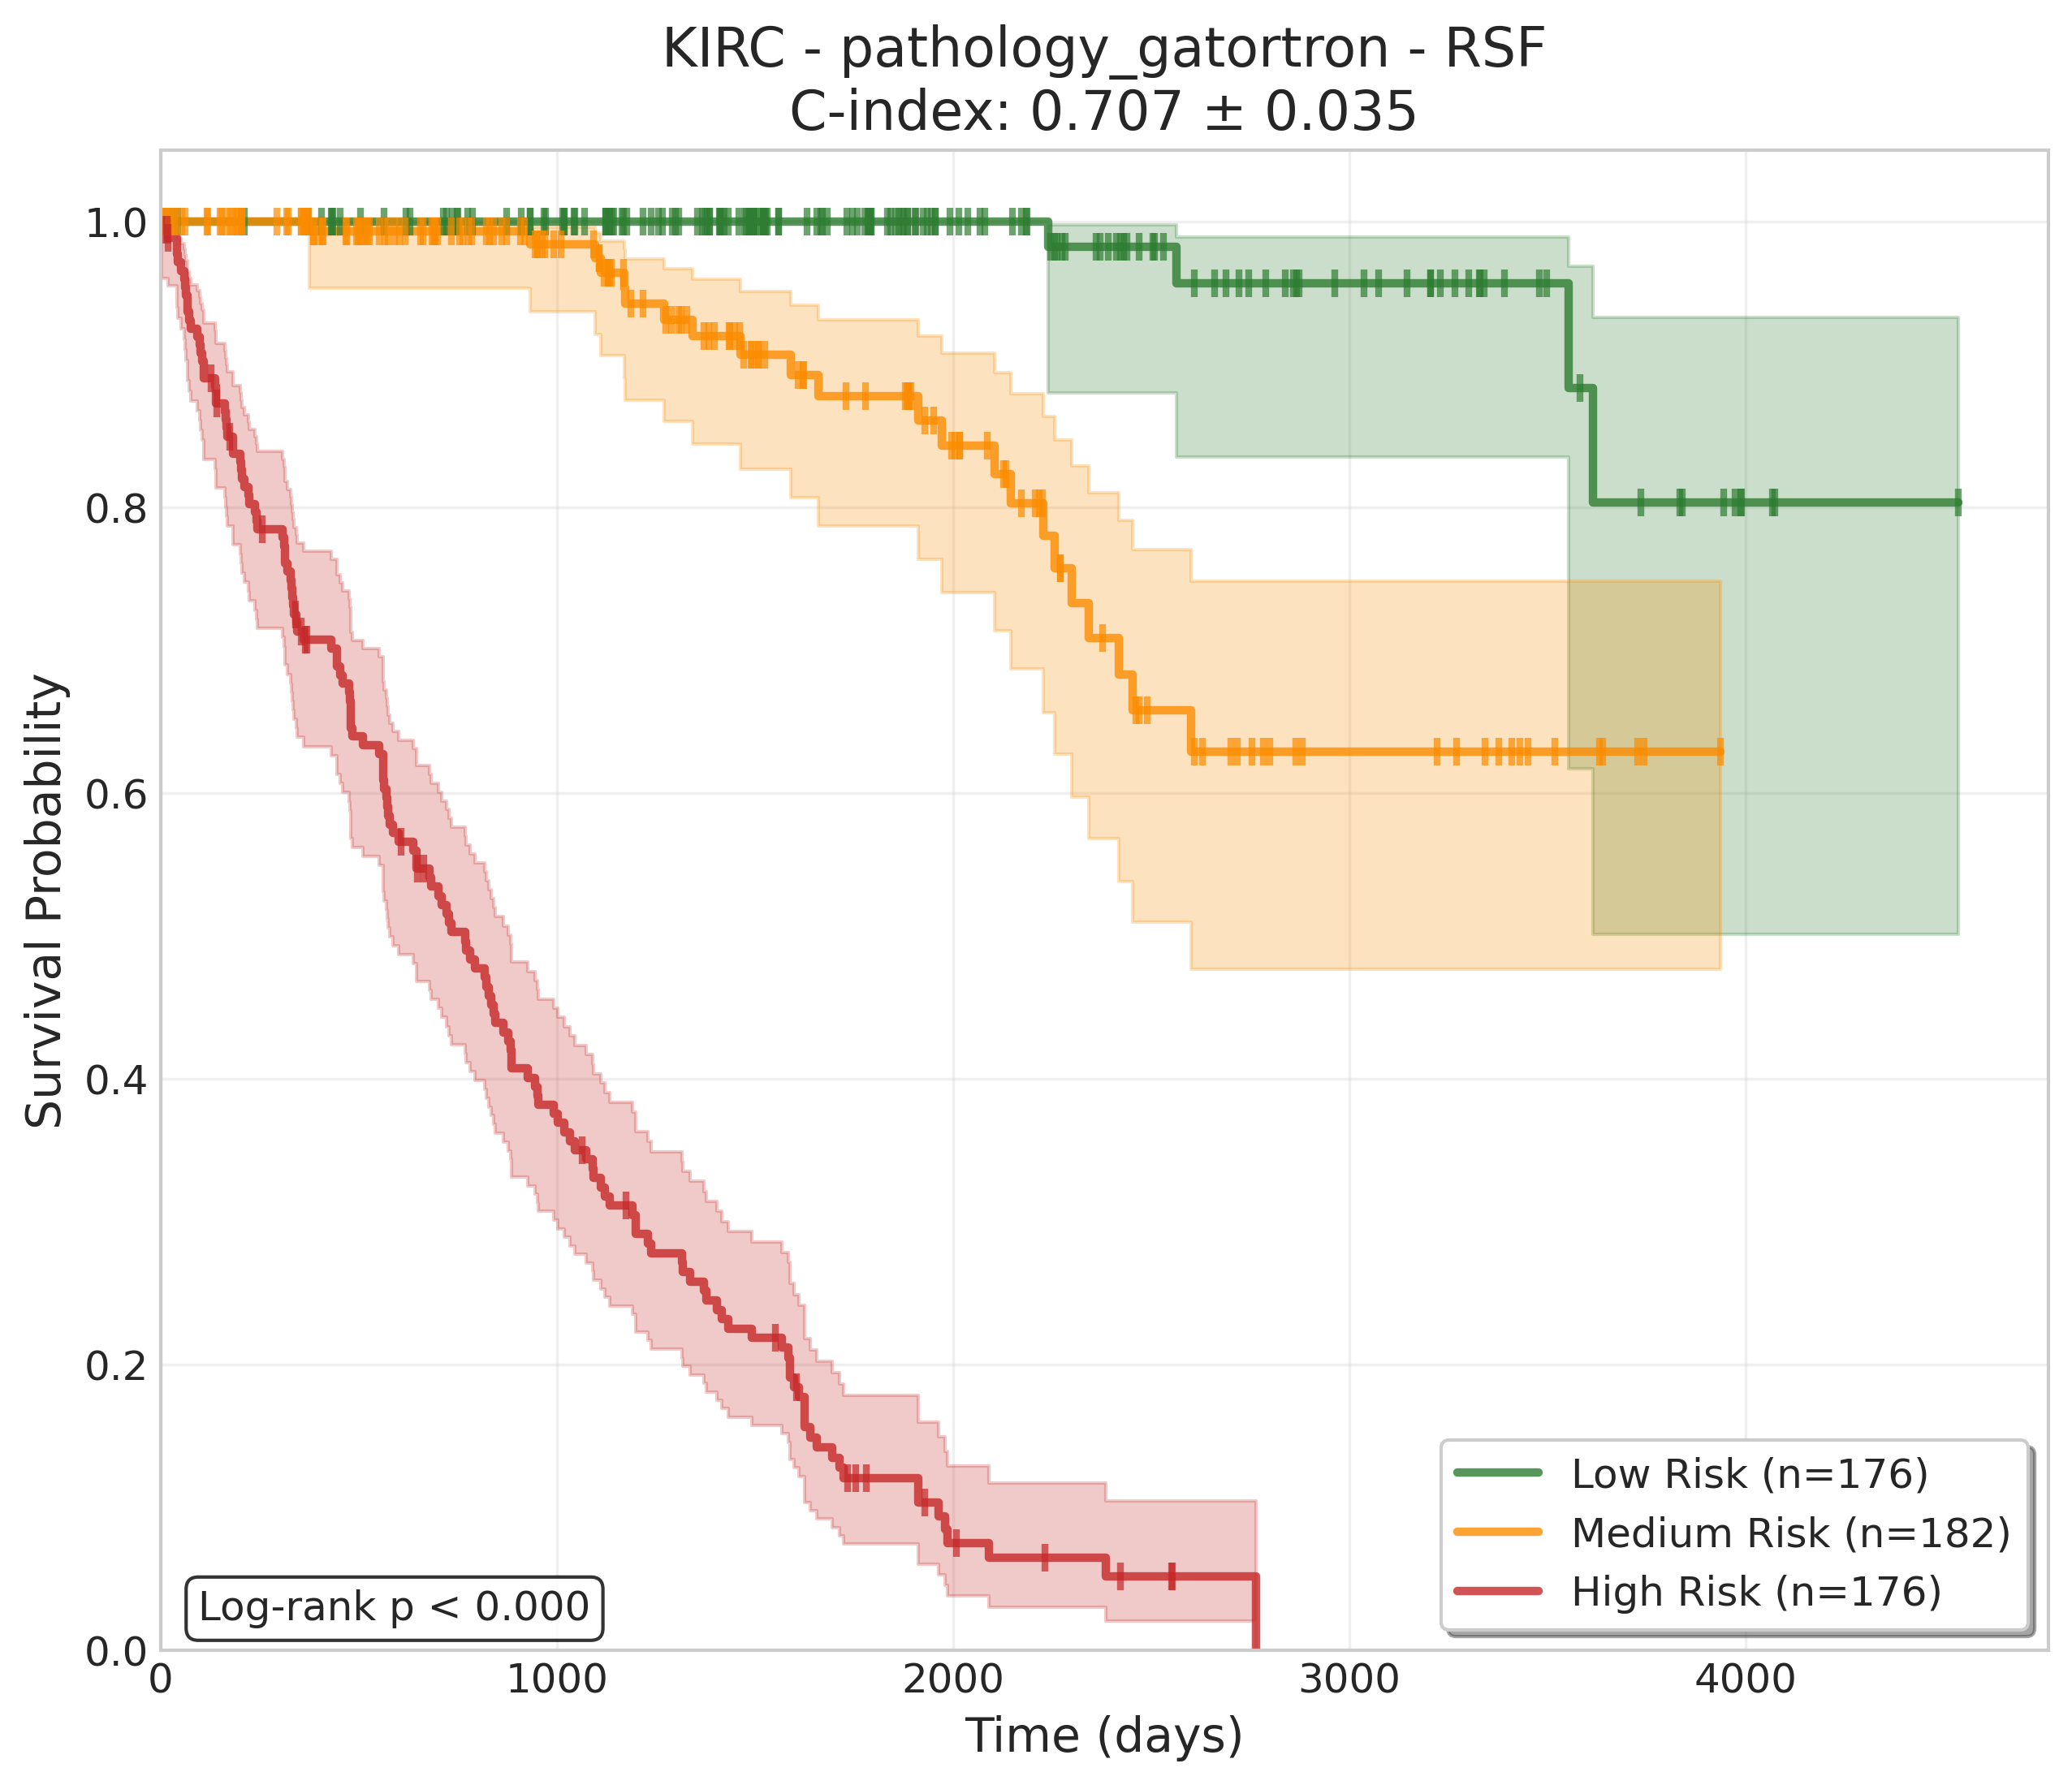 KIRC - pathology_gatortron - RSF
C-index: 0.707 ± 0.035
Survival Probability
1.0
0.8
0.6
0.4
0.2
0.0
0
1000
2000
3000
4000
Time (days)
Log-rank p < 0.000
Low Risk (n=176)
Medium Risk (n=182)
High Risk (n=176)